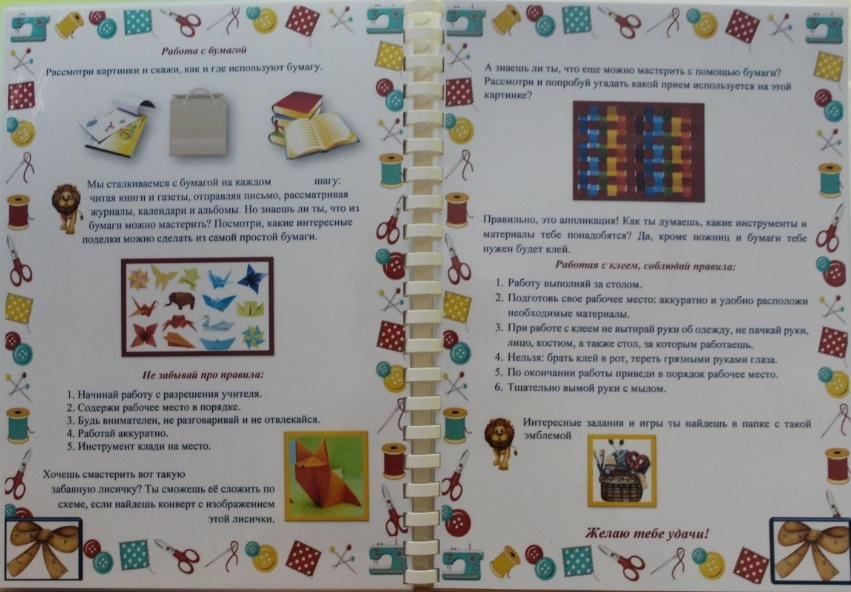 Работа с бумагой
Рассмотри картинки и скажи, как и где используют бумагу.
Мы сталкиваемся с бумагой на каждом шагу:
читая книги и газеты, отправляя письмо, рассматривая
журналы, календари и альбомы. Но знаешь ли ты, что из
бумаги можно мастерить? Посмотри, какие интересные
поделки можно сделать из самой простой бумаги.
Не забывай про правила:
1. Начинай работу с разрешения учителя.
2. Содержи рабочее место в порядке.
3. Будь внимателен, не разговаривай и не отвлекайся.
4. Работай аккуратно.
5. Инструмент клади на место.
Хочешь смастерить вот такую
забавную лисичку? Ты сможешь её сложить по
схеме, если найдешь конверт с изображением
этой лисички.
А знаешь ли ты, что еще можно мастерить с помощью бумаги?
Рассмотри и попробуй угадать какой прием используется на этой
картинке?
Правильно, это аппликация! Как ты думаешь, какие инструменты и
материалы тебе понадобятся? Да, кроме ножниц и бумаги тебе
нужен будет клей.
Работая с клеем, соблюдай правила:
1. Работу выполняй за столом.
2. Подготовь свое рабочее место: аккуратно и удобно расположи
необходимые материалы.
3. При работе с клеем не вытирай руки об одежду, не пачкай руки,
лицо, костюм, а также стол, за которым работаешь.
4. Нельзя: брать клей в рот, тереть грязными руками глаза.
5. По окончании работы приведи в порядок рабочее место.
6. Тщательно вымой руки с мылом.
Интересные задания и игры ты найдешь в папке с такой
эмблемой
Желаю тебе удачи!